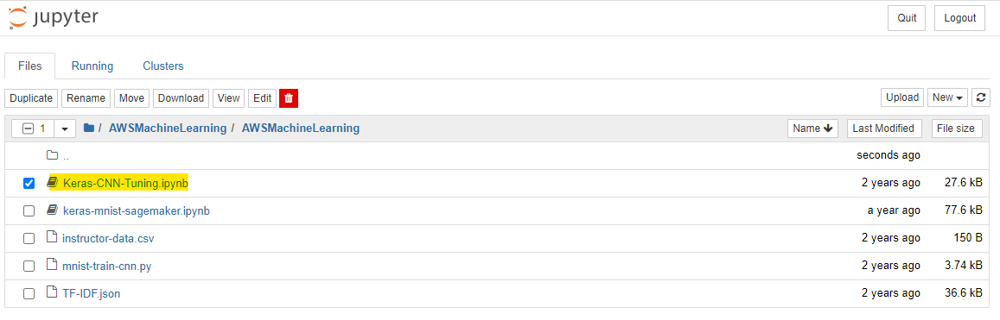 jupyter Quit Logout
Files Running Clusters
Duplicate Rename Move Download View Edit Upload New
1 / AWSMachineLearning / AWSMachineLearning Name Last Modified File size
.. seconds ago
Keras-CNN-Tuning.ipynb 2 years ago 27.6 kB
keras-mnist-sagemaker.ipynb a year ago 77.6 kB
instructor-data.csv 2 years ago 150 B
mnist-train-cnn.py 2 years ago 3.74 kB
TF-IDF.json 2 years ago 36.6 kB